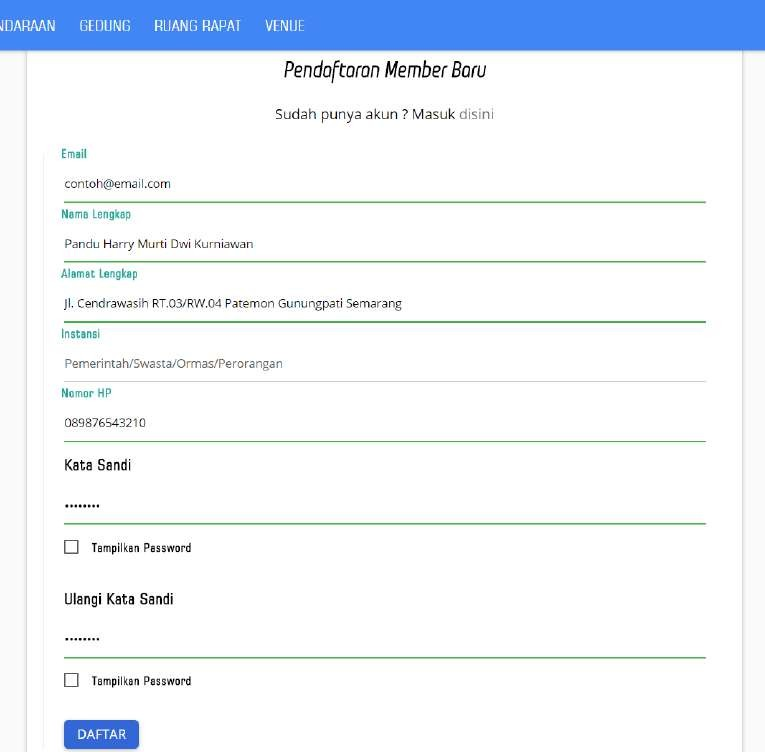 GEDUNG RUANG RAPAT VENUE
Pendaftaran Member Baru
Sudah punya akun ? Masuk disini
Email
contoh@email.com
Nama Lengkap
Pandu Harry Murti Dwi Kurniawan
Alamat Lengkap
Jl. Cendrawasih RT.03/RW.04 Patemon Gunungpati Semarang
Instansi
Pemerintah/Swasta/Ormas/Perorangan
Nomor HP
089876543210
Kata Sandi
••••••••
Tampilkan Password
Ulangi Kata Sandi
••••••••
Tampilkan Password
DAFTAR